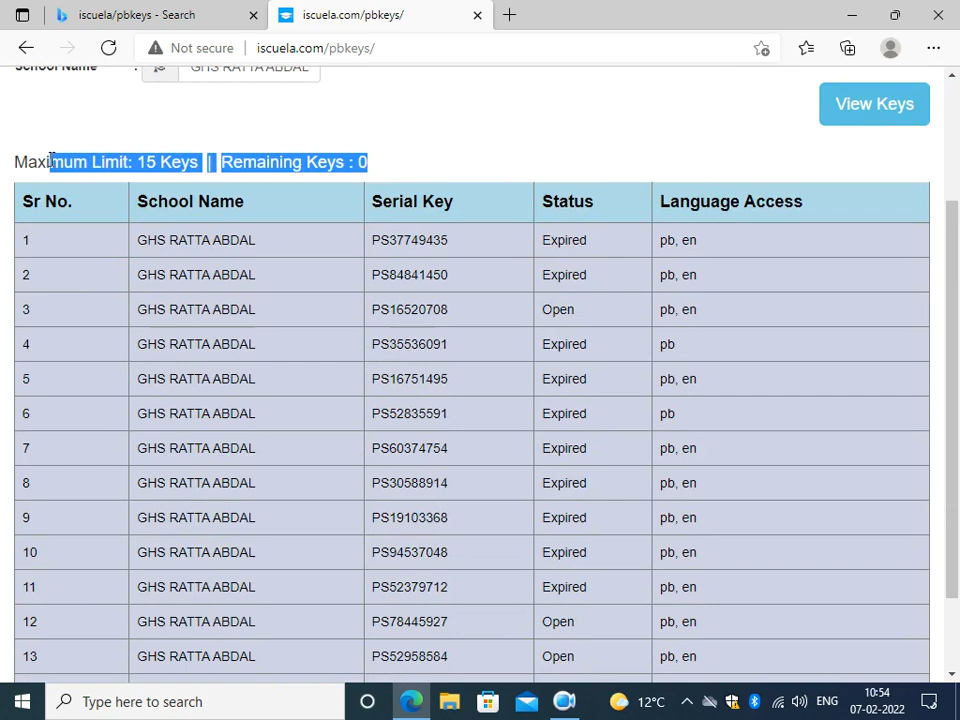 iscuela/pbkeys - Search
iscuela.com/pbkeys/
Not secure
iscuela.com/pbkeys/
School Name : GHS RATTA ABDAL
View Keys
Maximum Limit: 15 Keys | Remaining Keys : 0
Sr No. School Name Serial Key Status Language Access
1 GHS RATTA ABDAL PS37749435 Expired pb, en
2 GHS RATTA ABDAL PS84841450 Expired pb, en
3 GHS RATTA ABDAL PS16520708 Open pb, en
4 GHS RATTA ABDAL PS35536091 Expired pb
5 GHS RATTA ABDAL PS16751495 Expired pb, en
6 GHS RATTA ABDAL PS52835591 Expired pb
7 GHS RATTA ABDAL PS60374754 Expired pb, en
8 GHS RATTA ABDAL PS30588914 Expired pb, en
9 GHS RATTA ABDAL PS19103368 Expired pb, en
10 GHS RATTA ABDAL PS94537048 Expired pb, en
11 GHS RATTA ABDAL PS52379712 Expired pb, en
12 GHS RATTA ABDAL PS78445927 Open pb, en
13 GHS RATTA ABDAL PS52958584 Open pb, en
Type here to search
12°C
ENG
10:54
07-02-2022